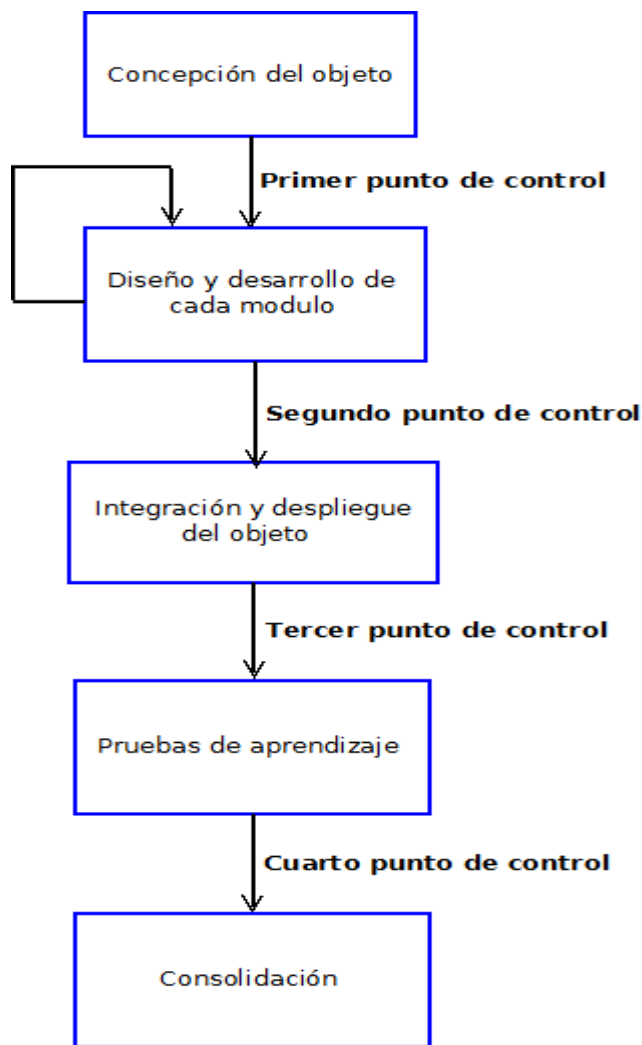 Concepción del objeto
Primer punto de control
Diseño y desarrollo de
cada modulo
Segundo punto de control
Integración y despliegue
del objeto
Tercer punto de control
Pruebas de aprendizaje
Cuarto punto de control
Consolidación